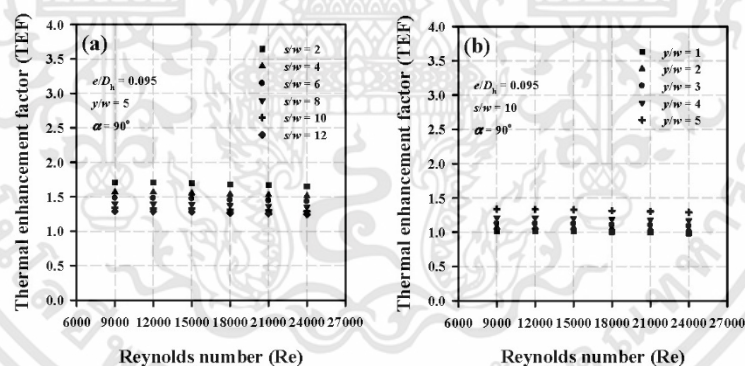 (a)
Thermal enhancement factor (TEF)
4.0
3.5
3.0
2.5
2.0
1.5
1.0
0.5
0.0
e/Dh = 0.095
y/w = 5
α = 90°
s/w = 2
s/w = 4
s/w = 6
s/w = 8
s/w = 10
s/w = 12
6000 9000 12000 15000 18000 21000 24000 27000
Reynolds number (Re)
(b)
Thermal enhancement factor (TEF)
4.0
3.5
3.0
2.5
2.0
1.5
1.0
0.5
0.0
e/Dh = 0.095
s/w = 10
α = 90°
y/w = 1
y/w = 2
y/w = 3
y/w = 4
y/w = 5
6000 9000 12000 15000 18000 21000 24000 27000
Reynolds number (Re)